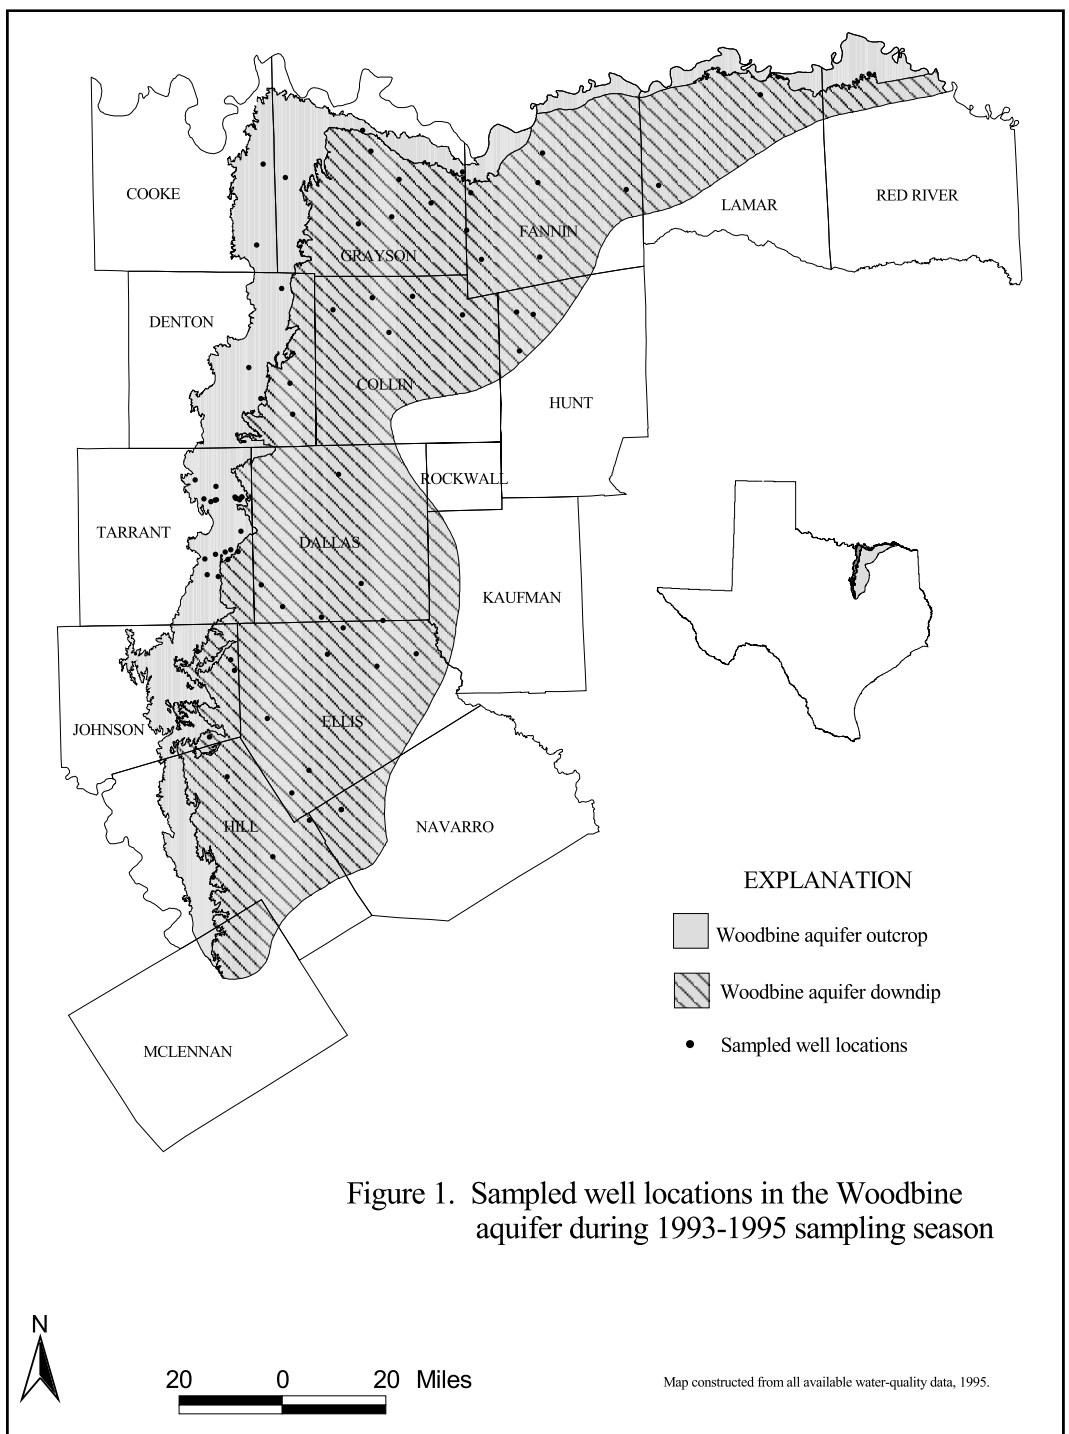 COOKE
GRAYSON
FANNIN
LAMAR
RED RIVER
DENTON
COLLIN
HUNT
TARRANT
DALLAS
ROCKWALL
KAUFMAN
JOHNSON
ELLIS
HILL
NAVARRO
MCLENNAN
EXPLANATION
Woodbine aquifer outcrop
Woodbine aquifer downdip
Sampled well locations
Figure 1. Sampled well locations in the Woodbine
aquifer during 1993-1995 sampling season
N
20 0 20 Miles
Map constructed from all available water-quality data, 1995.